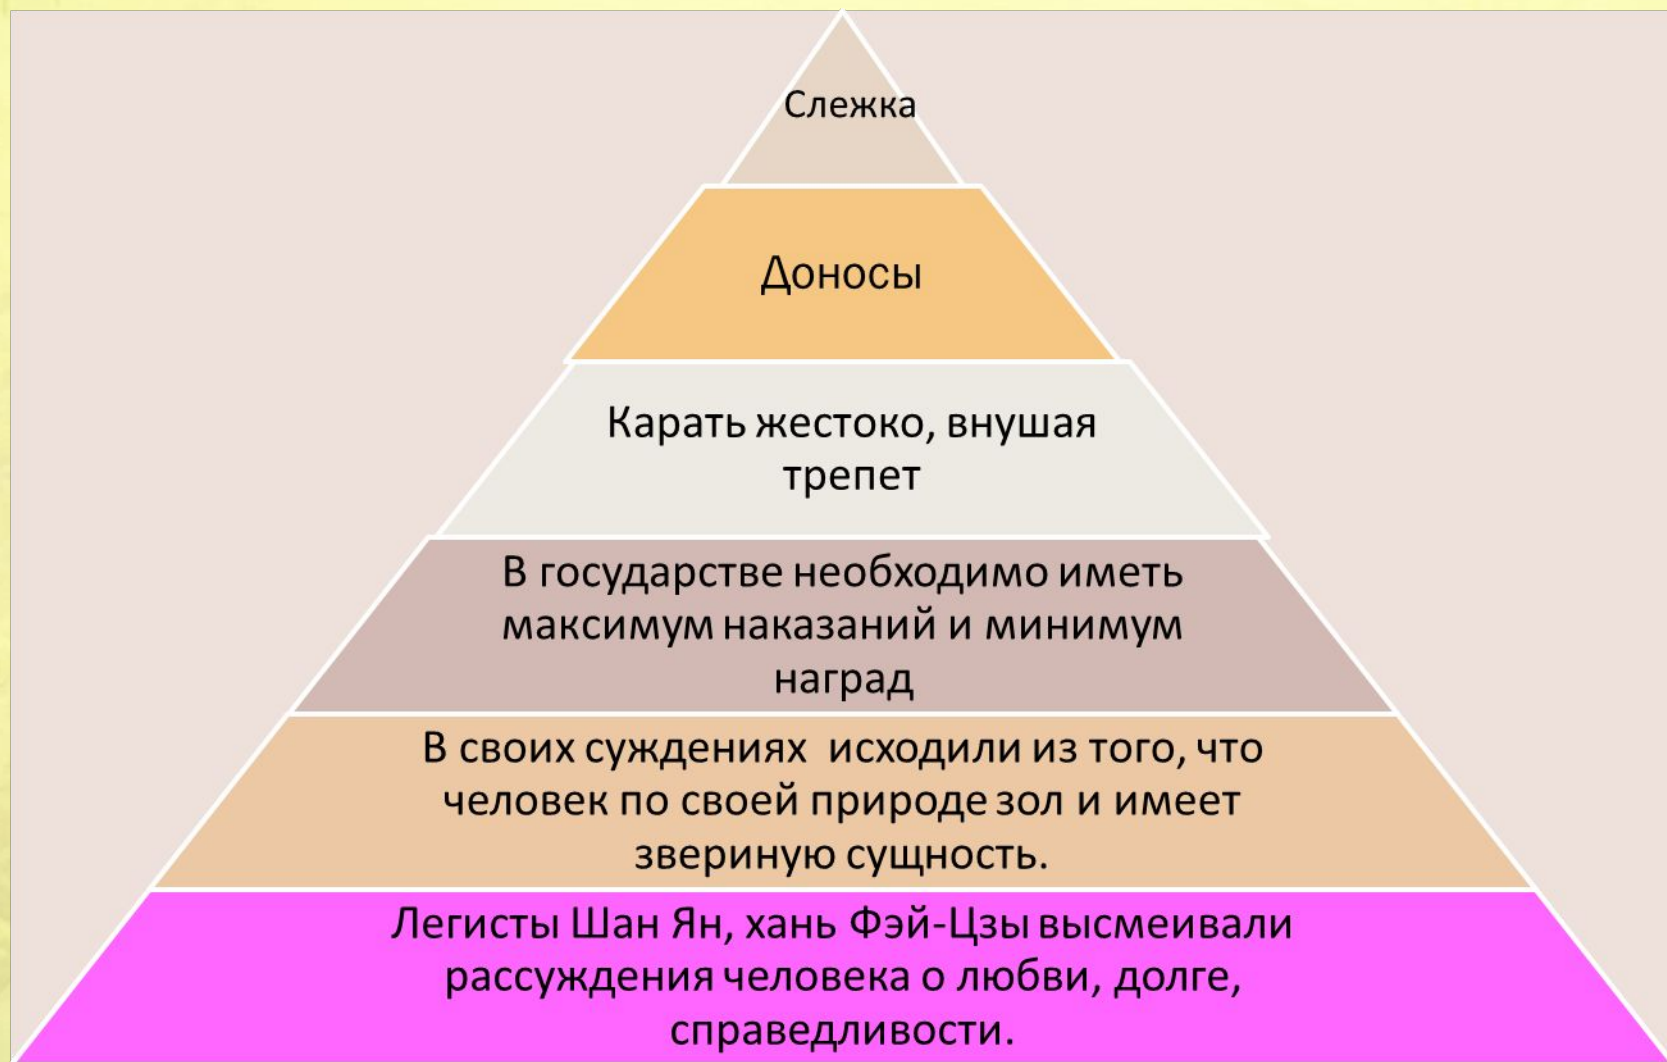 Слежка
Доносы
Карать жестоко, внушая
трепет
В государстве необходимо иметь
максимум наказаний и минимум
наград
В своих суждениях  исходили из того, что
человек по своей природе зол и имеет
звериную сущность.
Легисты Шан Ян, хань Фэй-Цзы высмеивали
рассуждения человека о любви, долге,
справедливости.